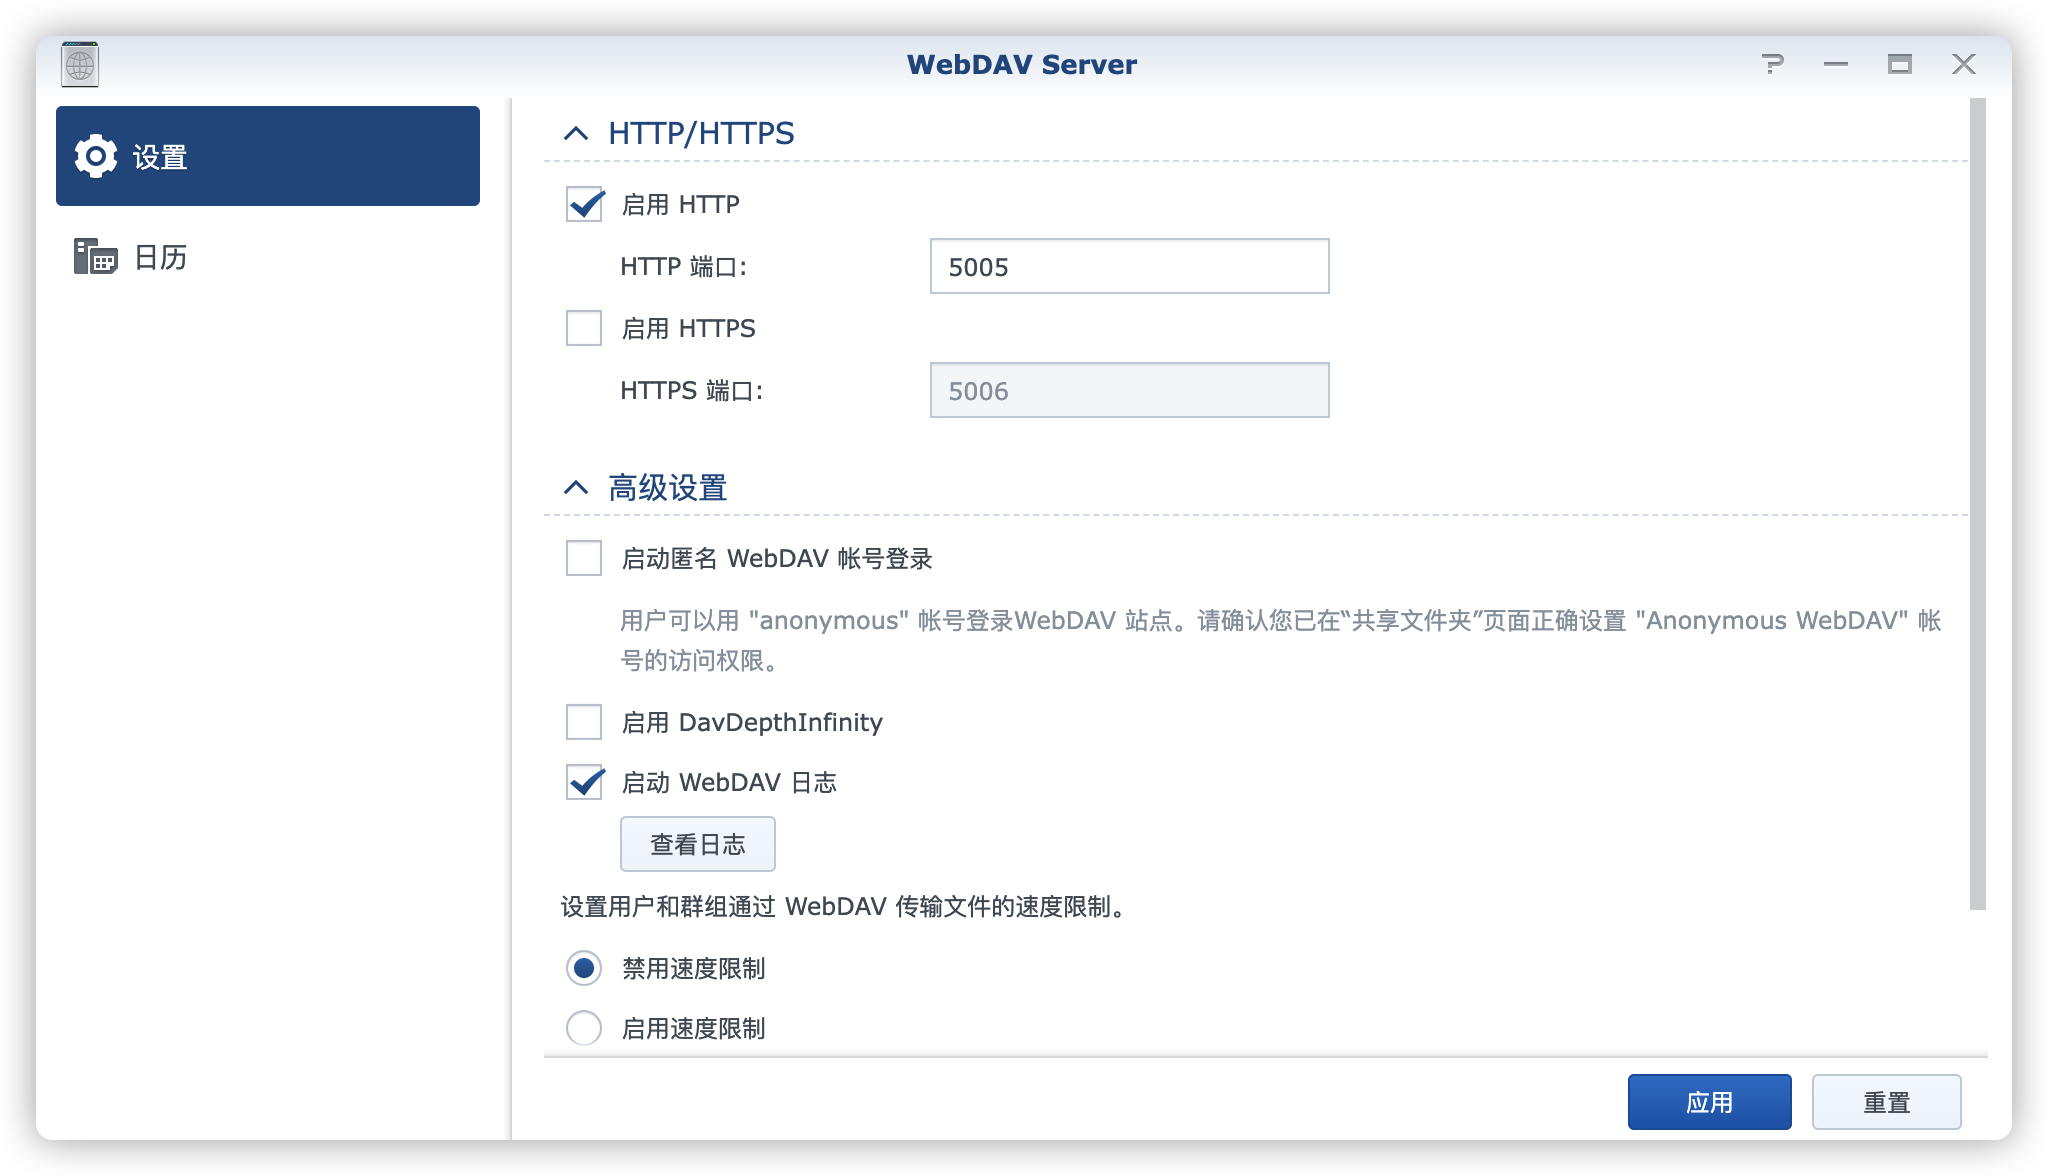 WebDAV Server
设置
日历
HTTP/HTTPS
启用 HTTP
HTTP 端口:
5005
启用 HTTPS
HTTPS 端口:
5006
高级设置
启动匿名 WebDAV 帐号登录
用户可以用 "anonymous" 帐号登录WebDAV 站点。请确认您已在“共享文件夹”页面正确设置 "Anonymous WebDAV" 帐
号的访问权限。
启用 DavDepthInfinity
启动 WebDAV 日志
查看日志
设置用户和群组通过 WebDAV 传输文件的速度限制。
禁用速度限制
启用速度限制
应用
重置